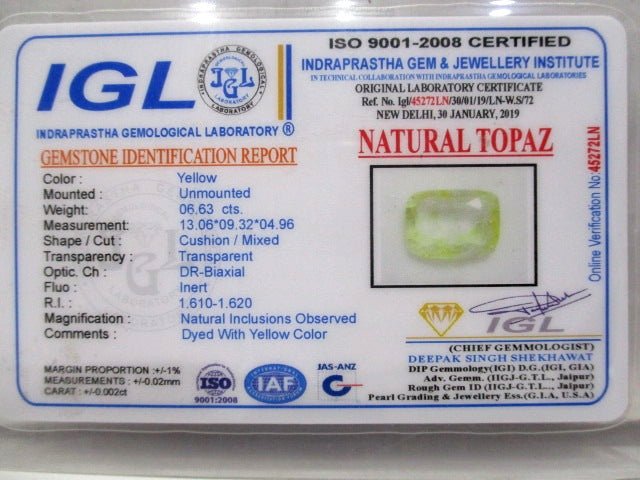 IGL
INDRAPRASTHA GEMOLOGICAL LABORATORY
IGL
INDRAPRASTHA GEMOLOGICAL LABORATORY ®
GEMSTONE IDENTIFICATION REPORT
Color : Yellow
Mounted : Unmounted
Weight: 06.63 cts.
Measurement: 13.06*09.32*04.96
Shape / Cut : Cushion / Mixed
Transparency : Transparent
Optic. Ch : DR-Biaxial
Fluo : Inert
R.I. : 1.610-1.620
Magnification : Natural Inclusions Observed
Comments : Dyed With Yellow Color
MARGIN PROPORTION :+/-1%
MEASUREMENTS : +/-0.02mm
CARAT : +/-0.002ct
ISO
9001:2008
IAF
JAS-ANZ
ISO 9001-2008 CERTIFIED
INDRAPRASTHA GEM & JEWELLERY INSTITUTE
IN TECHNICAL COLLABORATION WITH INDRAPRASTHA GEMOLOGICAL LABORATORIES
ORIGINAL LABORATORY CERTIFICATE
Ref. No. Igl/45272LN/30/01/19/LN-W.S/72
NEW DELHI, 30 JANUARY, 2019
NATURAL TOPAZ
Online Verification No:45272LN
IGL
(CHIEF GEMMOLOGIST)
DEEPAK SINGH SHEKHAWAT
DIP Gemmology(IGI) D.G.(IGI, GIA)
Adv. Gemm. (IIGJ-G.T.L., Jaipur)
Rough Gem ID (IIGJ-G.T.L., Jaipur)
Pearl Grading & Jewellery Ess.(G.I.A, U.S.A)